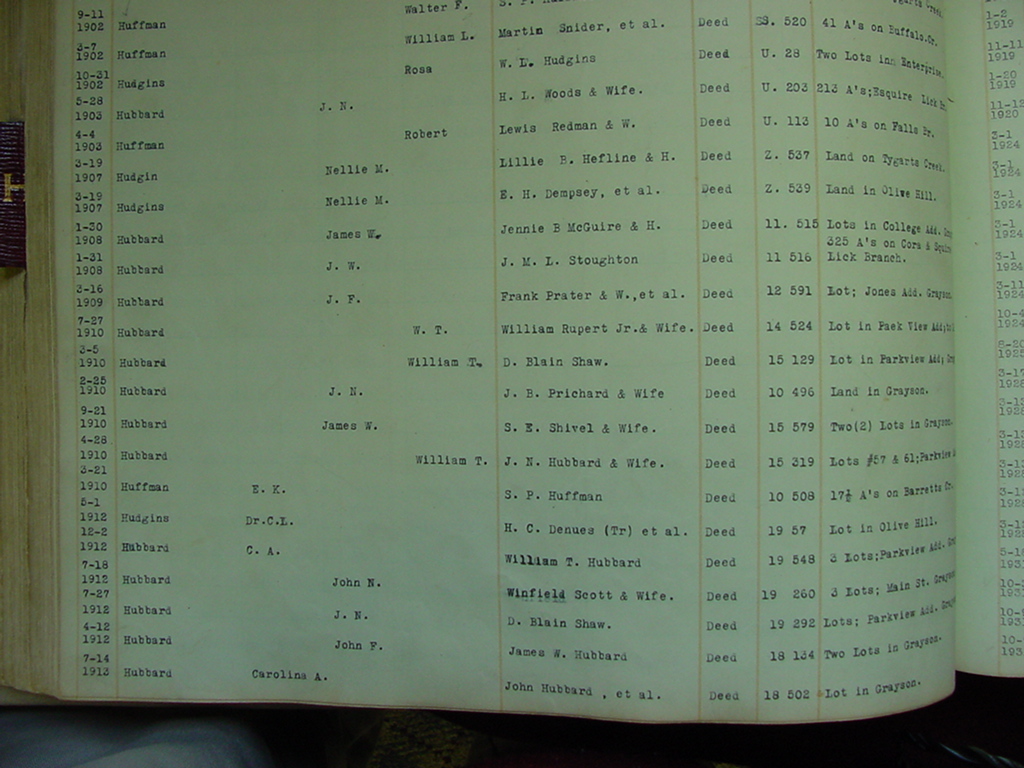 9-11
1902 Huffman Walter F. S. P.
3-7
1902 Huffman William L. Martin Snider, et al. Deed SS. 520 41 A's on Buffalo.Cr.
10-31
1902 Hudgins Rosa W. L. Hudgins Deed U. 28 Two Lots in Enterprise.
5-28
1903 Hubbard J. N. H. L. Woods & Wife. Deed U. 203 213 A's;Esquire Lick Br.
4-4
1903 Huffman Robert Lewis Redman & W. Deed U. 113 10 A's on Falls Br.
3-19
1907 Hudgin Nellie M. Lillie B. Hefline & H. Deed Z. 537 Land on Tygarts Creek.
3-19
1907 Hudgins Nellie M. E. H. Dempsey, et al. Deed Z. 539 Land in Olive Hill.
1-30
1908 Hubbard James W. Jennie B McGuire & H. Deed 11. 515 Lots in College Add.
325 A's on Cora &
1-31
1908 Hubbard J. W. J. M. L. Stoughton Deed 11 516 Lick Branch.
3-16
1909 Hubbard J. F. Frank Prater & W.,et al. Deed 12 591 Lot; Jones Add. Grayson
7-27
1910 Hubbard W. T. William Rupert Jr.& Wife. Deed 14 524 Lot in Paek View Add;
3-5
1910 Hubbard William T. D. Blain Shaw. Deed 15 129 Lot in Parkview Add;
2-25
1910 Hubbard J. N. J. B. Prichard & Wife Deed 10 496 Land in Grayson.
9-21
1910 Hubbard James W. S. E. Shivel & Wife. Deed 15 579 Two(2) Lots in Grayson.
4-28
1910 Hubbard William T. J. N. Hubbard & Wife. Deed 15 319 Lots #57 & 61;Parkview
3-21
1910 Huffman E. K. S. P. Huffman Deed 10 508 17½ A's on Barretts Cr.
5-1
1912 Hudgins Dr.C.L. H. C. Denues (Tr) et al. Deed 19 57 Lot in Olive Hill.
12-2
1912 Hubbard C. A. William T. Hubbard Deed 19 548 3 Lots;Parkview Add.
7-18
1912 Hubbard John N. Winfield Scott & Wife. Deed 19 260 3 Lots; Main St. Grayson
7-27
1912 Hubbard J. N. D. Blain Shaw. Deed 19 292 Lots; Parkview Add.
4-12
1912 Hubbard John F. James W. Hubbard Deed 18 134 Two Lots in Grayson.
7-14
1913 Hubbard Carolina A. John Hubbard , et al. Deed 18 502 Lot in Grayson.
H
1-2
1919
11-11
1919
1-20
1919
11-12
1920
3-1
1924
3-1
1924
3-1
1924
3-1
1924
3-1
1924
3-11
1924